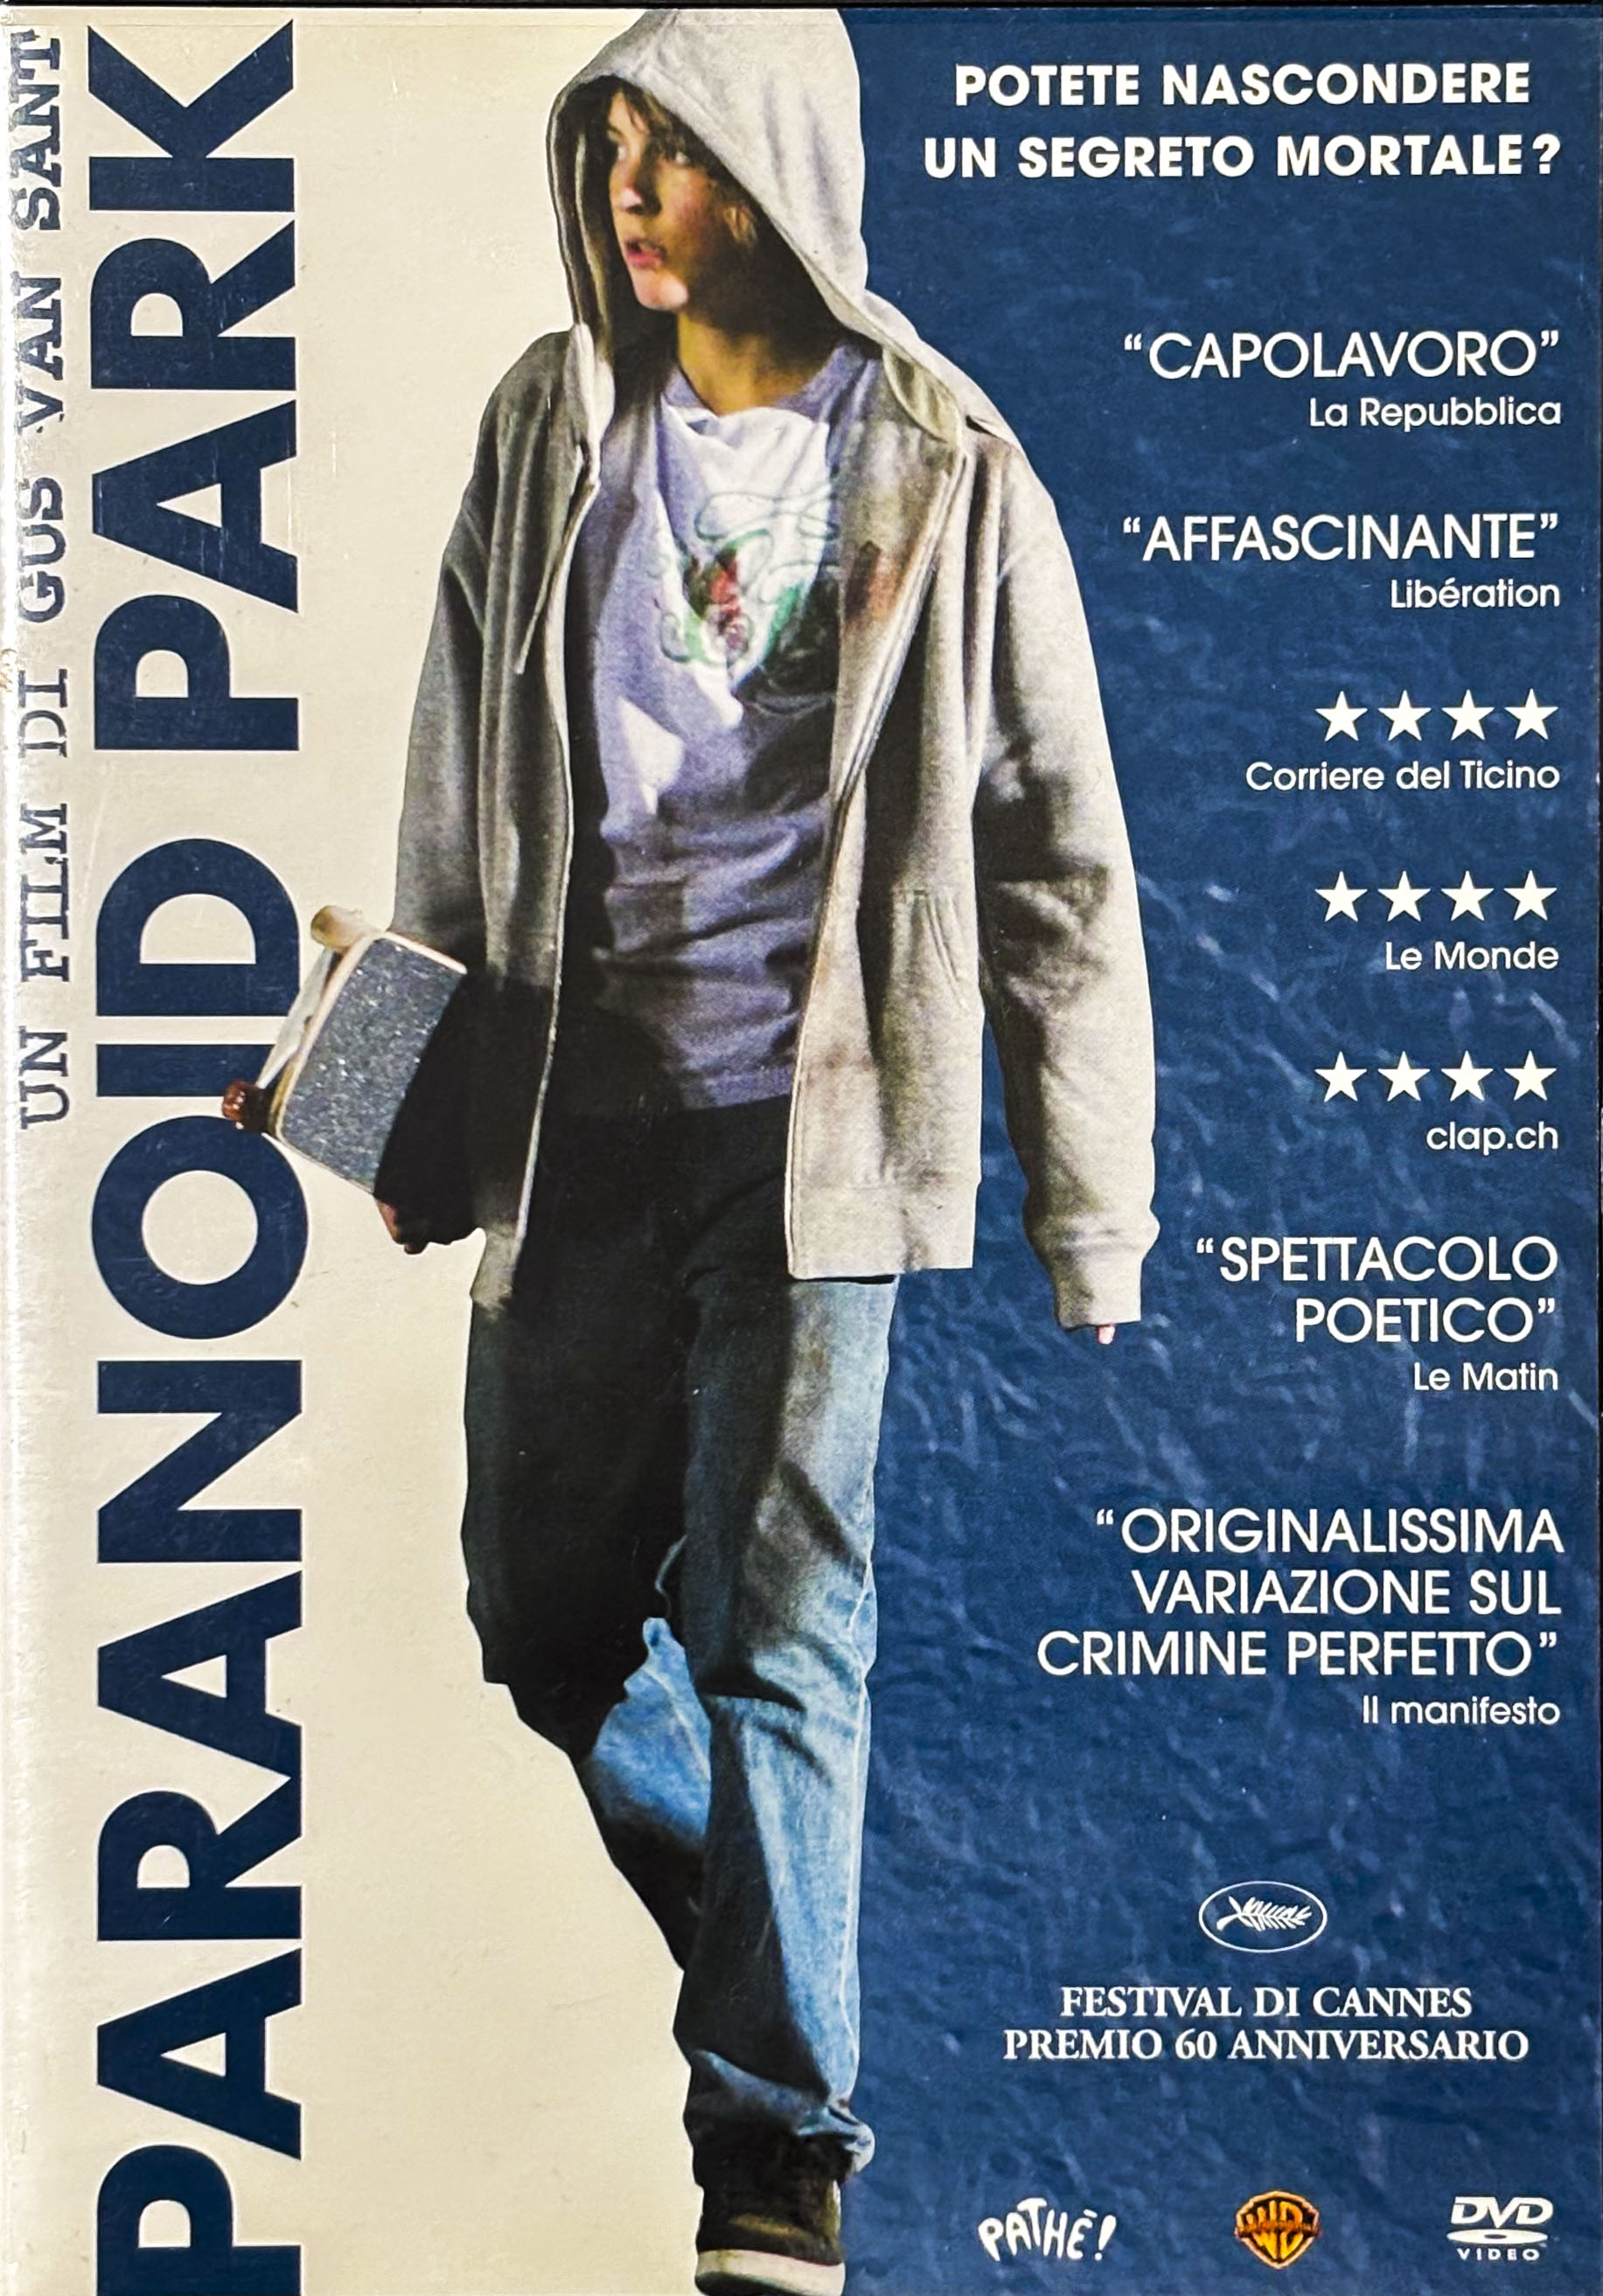 UN FILM DI GUS VAN SANT
PARANOID PARK
POTETE NASCONDERE
UN SEGRETO MORTALE?
“CAPOLAVORO”
La Repubblica
“AFFASCINANTE”
Libération
★★★★
Corriere del Ticino
★★★★
Le Monde
★★★★
clap.ch
“SPETTACOLO
POETICO”
Le Matin
“ORIGINALISSIMA
VARIAZIONE SUL
CRIMINE PERFETTO”
Il manifesto
FESTIVAL DI CANNES
PREMIO 60 ANNIVERSARIO
PATHÉ!
WB
DVD
VIDEO